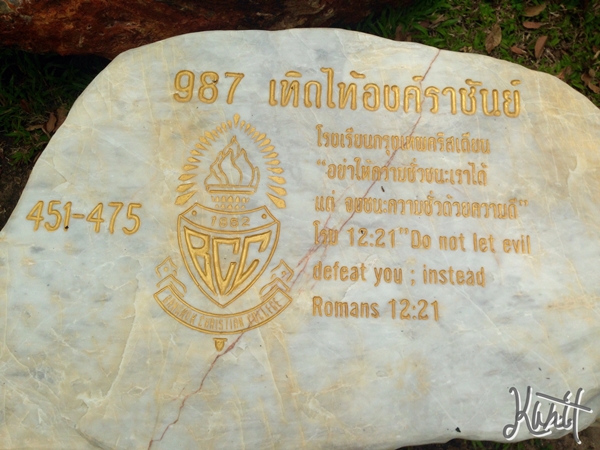 987 เทิดไท้องค์ราชันย์
โรงเรียนกรุงเทพคริสเตียน
"อย่าให้ความชั่วชนะเราได้
แต่ จงชนะความชั่วด้วยความดี"
โรม 12:21 "Do not let evil
defeat you ; instead
Romans 12:21
451-475
1852
BCC
BANGKOK CHRISTIAN COLLEGE
Kwit